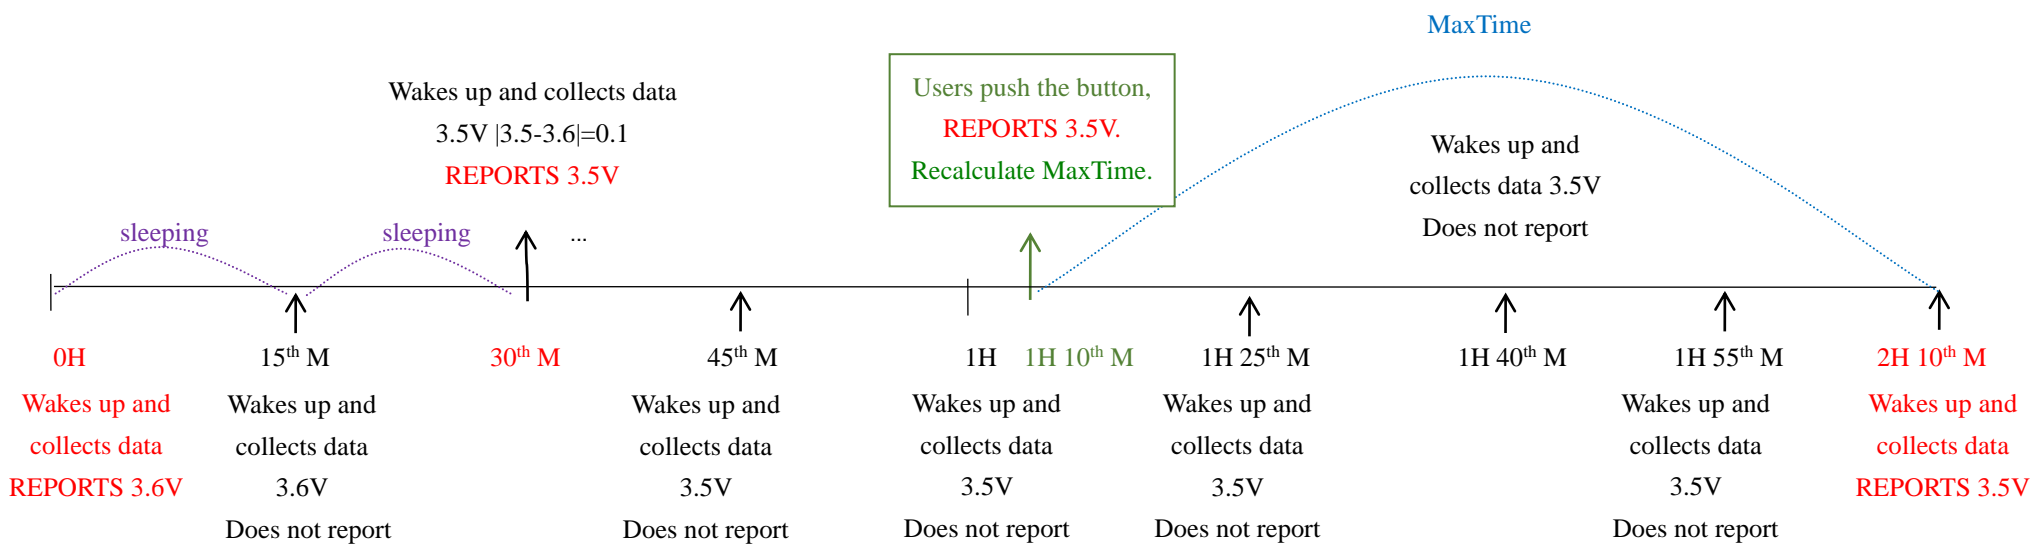 MaxTime
Wakes up and collects data
3.5V |3.5-3.6|=0.1
REPORTS 3.5V
Users push the button,
REPORTS 3.5V.
Recalculate MaxTime.
Wakes up and
collects data 3.5V
Does not report
sleeping
sleeping
...
0H
Wakes up and
collects data
REPORTS 3.6V
15th M
Wakes up and
collects data
3.6V
Does not report
30th M
45th M
Wakes up and
collects data
3.5V
Does not report
1H
Wakes up and
collects data
3.5V
Does not report
1H 10th M
1H 25th M
Wakes up and
collects data
3.5V
Does not report
1H 40th M
1H 55th M
Wakes up and
collects data
3.5V
Does not report
2H 10th M
Wakes up and
collects data
REPORTS 3.5V